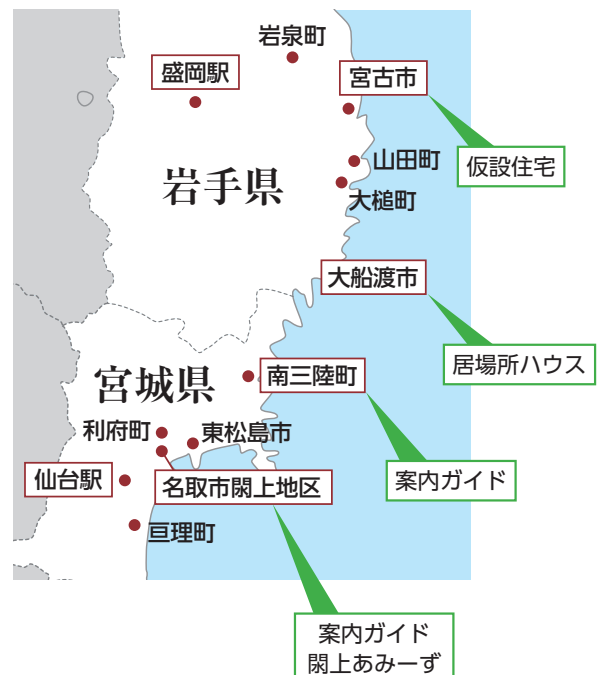 岩泉町
盛岡駅
宮古市
仮設住宅
山田町
岩手県
大槌町
大船渡市
居場所ハウス
宮城県
南三陸町
利府町
東松島市
仙台駅
名取市閖上地区
案内ガイド
亘理町
案内ガイド
閖上あみーず